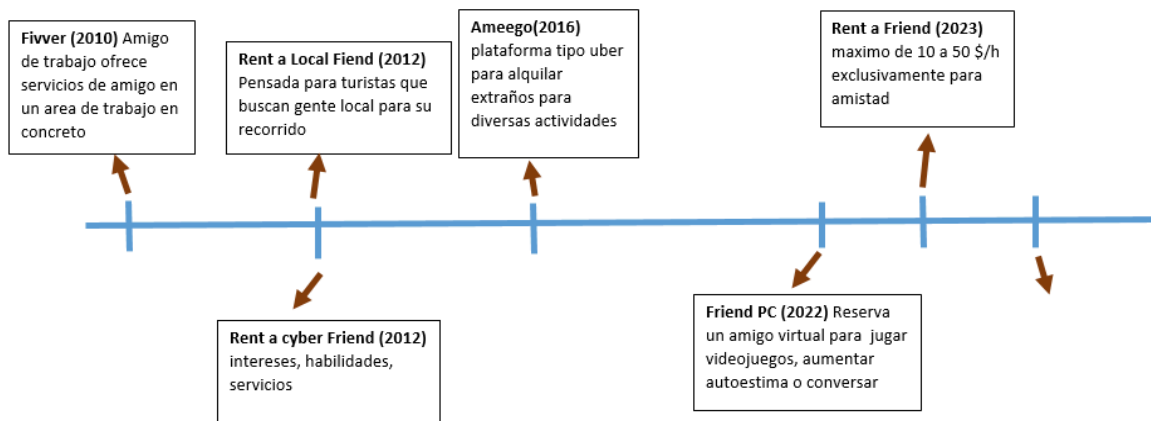 Fivver (2010) Amigo
de trabajo ofrece
servicios de amigo en
un area de trabajo en
concreto
Rent a Local Fiend (2012)
Pensada para turistas que
buscan gente local para su
recorrido
Ameego(2016)
plataforma tipo uber
para alquilar
extraños para
diversas actividades
Rent a Friend (2023)
maximo de 10 a 50 $/h
exclusivamente para
amistad
Rent a cyber Friend (2012)
intereses, habilidades,
servicios
Friend PC (2022) Reserva
un amigo virtual para jugar
videojuegos, aumentar
autoestima o conversar